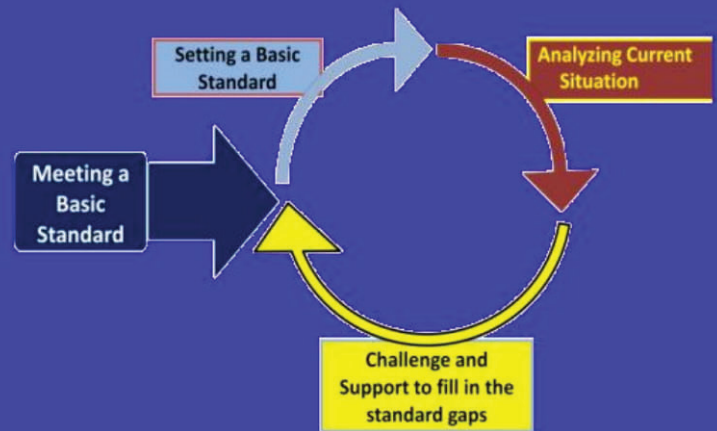 Setting a Basic
Standard
Analyzing Current
Situation
Meeting a
Basic
Standard
Challenge and
Support to fill in the
standard gaps